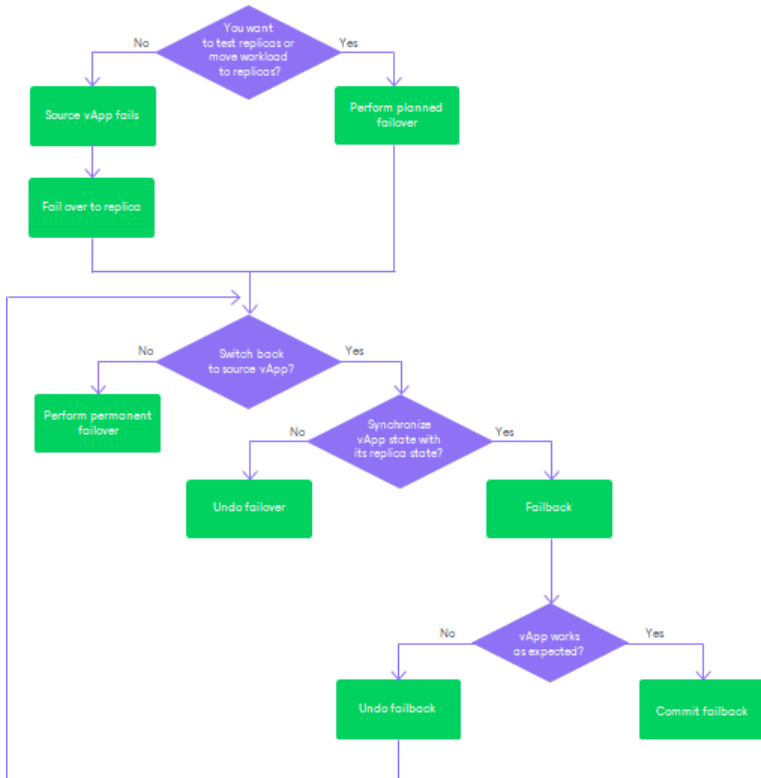 You want
to test replicas or
move workload
to replicas?
No
Yes
Source vApp fails
Perform planned
failover
Fail over to replica
Switch back
to source vApp?
No
Yes
Perform permanent
failover
Synchronize
vApp state with
its replica state?
No
Yes
Undo failover
Failback
vApp works
as expected?
No
Yes
Undo failback
Commit failback